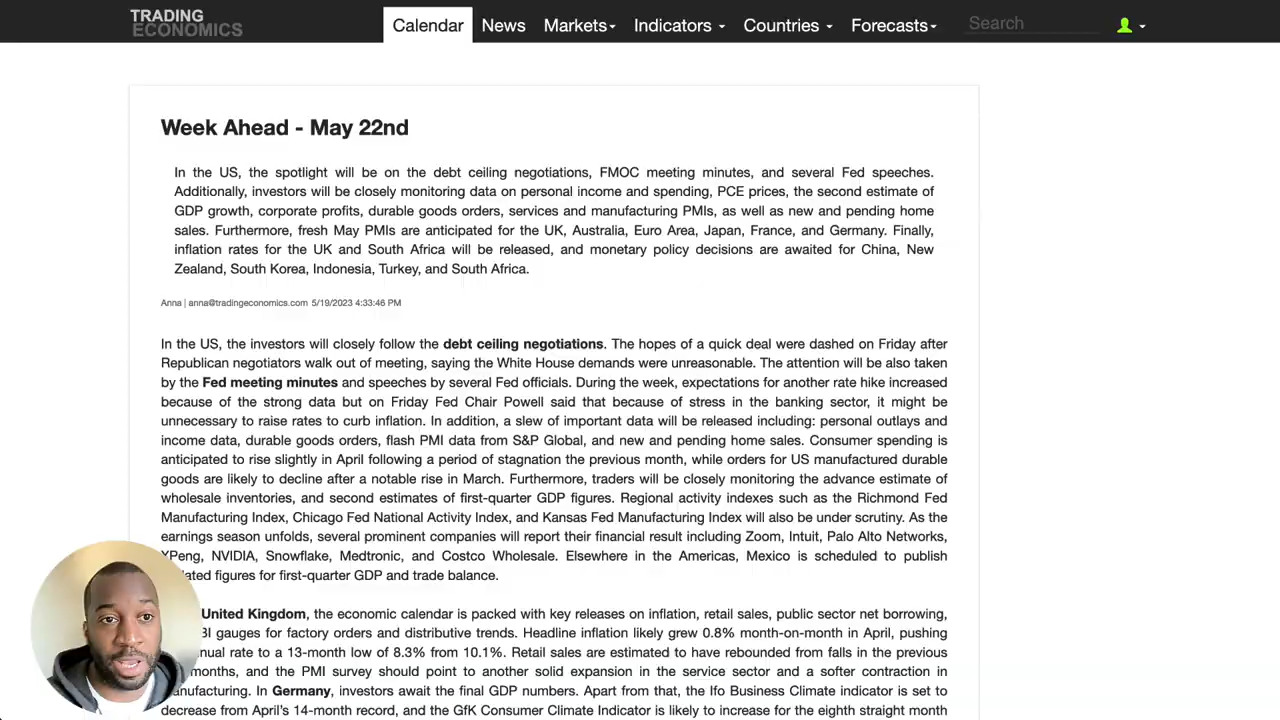 TRADING
ECONOMICS
Calendar News Markets Indicators Countries Forecasts Search
Week Ahead - May 22nd
In the US, the spotlight will be on the debt ceiling negotiations, FMOC meeting minutes, and several Fed speeches.
Additionally, investors will be closely monitoring data on personal income and spending, PCE prices, the second estimate of
GDP growth, corporate profits, durable goods orders, services and manufacturing PMIs, as well as new and pending home
sales. Furthermore, fresh May PMIs are anticipated for the UK, Australia, Euro Area, Japan, France, and Germany. Finally,
inflation rates for the UK and South Africa will be released, and monetary policy decisions are awaited for China, New
Zealand, South Korea, Indonesia, Turkey, and South Africa.
Anna | anna@tradingeconomics.com 5/19/2023 4:33:46 PM
In the US, the investors will closely follow the debt ceiling negotiations. The hopes of a quick deal were dashed on Friday after
Republican negotiators walk out of meeting, saying the White House demands were unreasonable. The attention will be also taken
by the Fed meeting minutes and speeches by several Fed officials. During the week, expectations for another rate hike increased
because of the strong data but on Friday Fed Chair Powell said that because of stress in the banking sector, it might be
unnecessary to raise rates to curb inflation. In addition, a slew of important data will be released including: personal outlays and
income data, durable goods orders, flash PMI data from S&P Global, and new and pending home sales. Consumer spending is
anticipated to rise slightly in April following a period of stagnation the previous month, while orders for US manufactured durable
goods are likely to decline after a notable rise in March. Furthermore, traders will be closely monitoring the advance estimate of
wholesale inventories, and second estimates of first-quarter GDP figures. Regional activity indexes such as the Richmond Fed
Manufacturing Index, Chicago Fed National Activity Index, and Kansas Fed Manufacturing Index will also be under scrutiny. As the
earnings season unfolds, several prominent companies will report their financial result including Zoom, Intuit, Palo Alto Networks,
XPeng, NVIDIA, Snowflake, Medtronic, and Costco Wholesale. Elsewhere in the Americas, Mexico is scheduled to publish
figures for first-quarter GDP and trade balance.
United Kingdom, the economic calendar is packed with key releases on inflation, retail sales, public sector net borrowing,
gauges for factory orders and distributive trends. Headline inflation likely grew 0.8% month-on-month in April, pushing
rate to a 13-month low of 8.3% from 10.1%. Retail sales are estimated to have rebounded from falls in the previous
months, and the PMI survey should point to another solid expansion in the service sector and a softer contraction in
manufacturing. In Germany, investors await the final GDP numbers. Apart from that, the Ifo Business Climate indicator is set to
decrease from April's 14-month record, and the GfK Consumer Climate Indicator is likely to increase for the eighth straight month